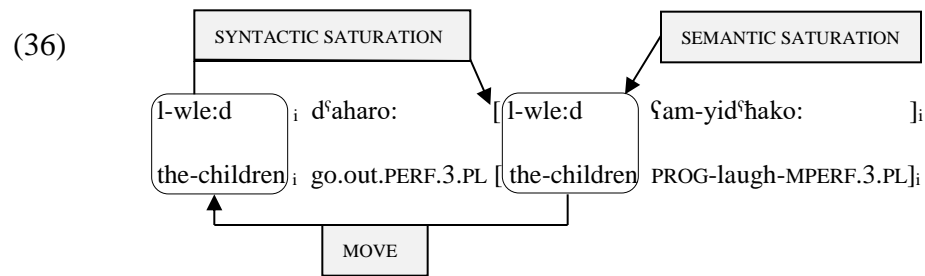 (36) SYNTACTIC SATURATION SEMANTIC SATURATION
l-wle:d i dˤaharo: [l-wle:d ʕam-yidˤħako: ]i
the-children i go.out.PERF.3.PL [the-children PROG-laugh-MPERF.3.PL]i
MOVE